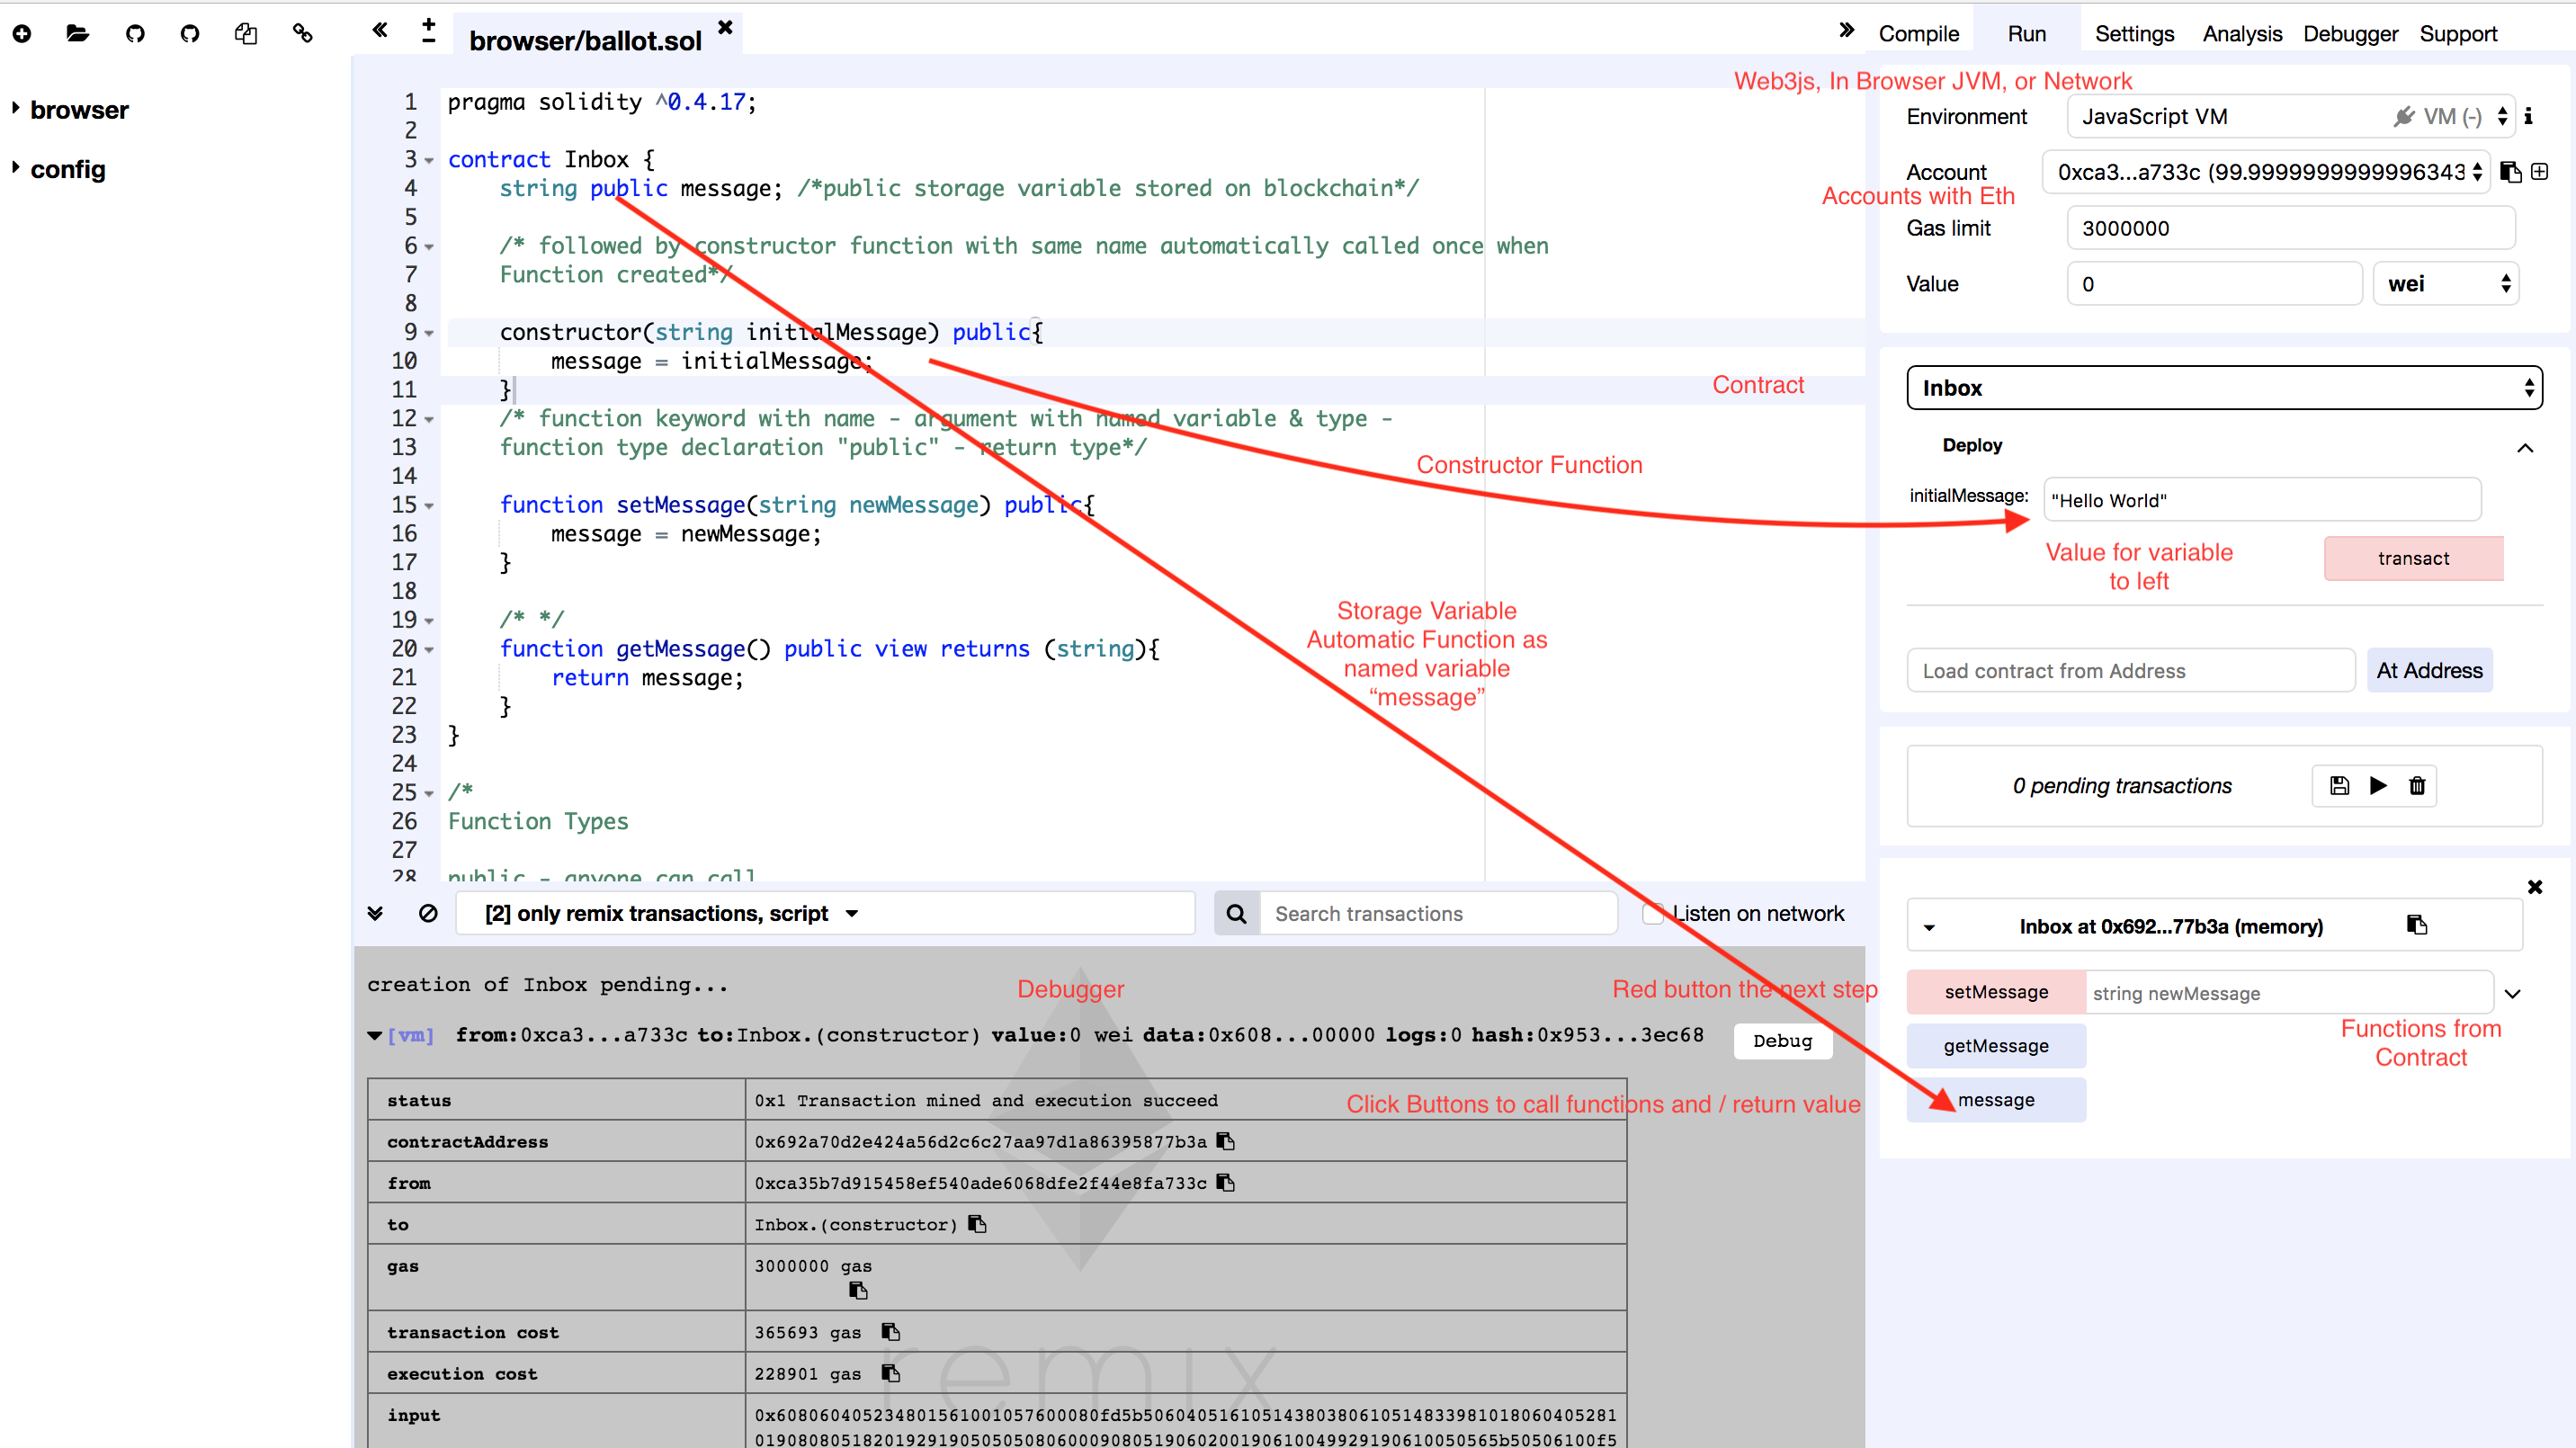 browser/ballot.sol
Compile Run Settings Analysis Debugger Support
browser
config
1 pragma solidity ^0.4.17;
2
3 contract Inbox {
4 string public message; /*public storage variable stored on blockchain*/
5
6 /* followed by constructor function with same name automatically called once when
7 Function created*/
8
9 constructor(string initialMessage) public{
10 message = initialMessage;
11 }
12 /* function keyword with name - argument with named variable & type -
13 function type declaration "public" - return type*/
14
15 function setMessage(string newMessage) public{
16 message = newMessage;
17 }
18
19 /* */
20 function getMessage() public view returns (string){
21 return message;
22 }
23 }
24
25 /*
26 Function Types
27
28 public - anyone can call
Web3js, In Browser JVM, or Network
Environment JavaScript VM VM (-)
Account 0xca3...a733c (99.9999999999996343
Accounts with Eth
Gas limit 3000000
Value 0 wei
Contract
Inbox
Deploy
Constructor Function
initialMessage: "Hello World"
Value for variable
to left
transact
Storage Variable
Automatic Function as
named variable
“message”
Load contract from Address At Address
0 pending transactions
Inbox at 0x692...77b3a (memory)
Red button the next step
setMessage string newMessage
getMessage
message
Functions from
Contract
Click Buttons to call functions and / return value
[2] only remix transactions, script Search transactions Listen on network
creation of Inbox pending...
Debugger
[vm] from:0xca3...a733c to:Inbox.(constructor) value:0 wei data:0x608...00000 logs:0 hash:0x953...3ec68 Debug
status 0x1 Transaction mined and execution succeed
contractAddress 0x692a70d2e424a56d2c6c27aa97d1a86395877b3a
from 0xca35b7d915458ef540ade6068dfe2f44e8fa733c
to Inbox.(constructor)
gas 3000000 gas
transaction cost 365693 gas
execution cost 228901 gas
remix
input 0x608060405234801561001057600080fd5b50604051610514380380610514833981018060405281
019080805182019291905050508060009080519060200190610049929190610050565b50506100f5